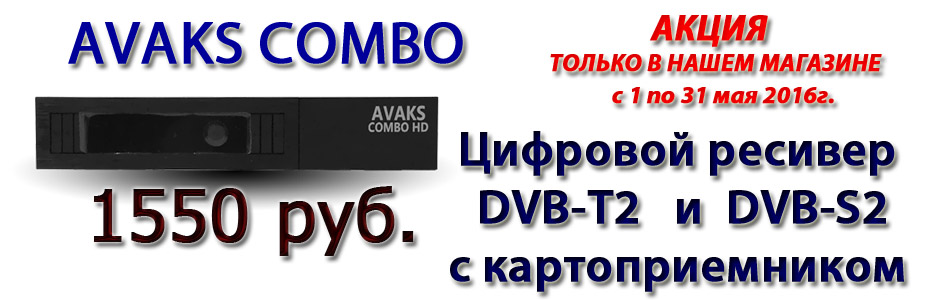 AVAKS COMBO
AVAKS
COMBO HD
1550 руб.
АКЦИЯ
ТОЛЬКО В НАШЕМ МАГАЗИНЕ
с 1 по 31 мая 2016г.
Цифровой ресивер
DVB-T2 и DVB-S2
с картоприемником